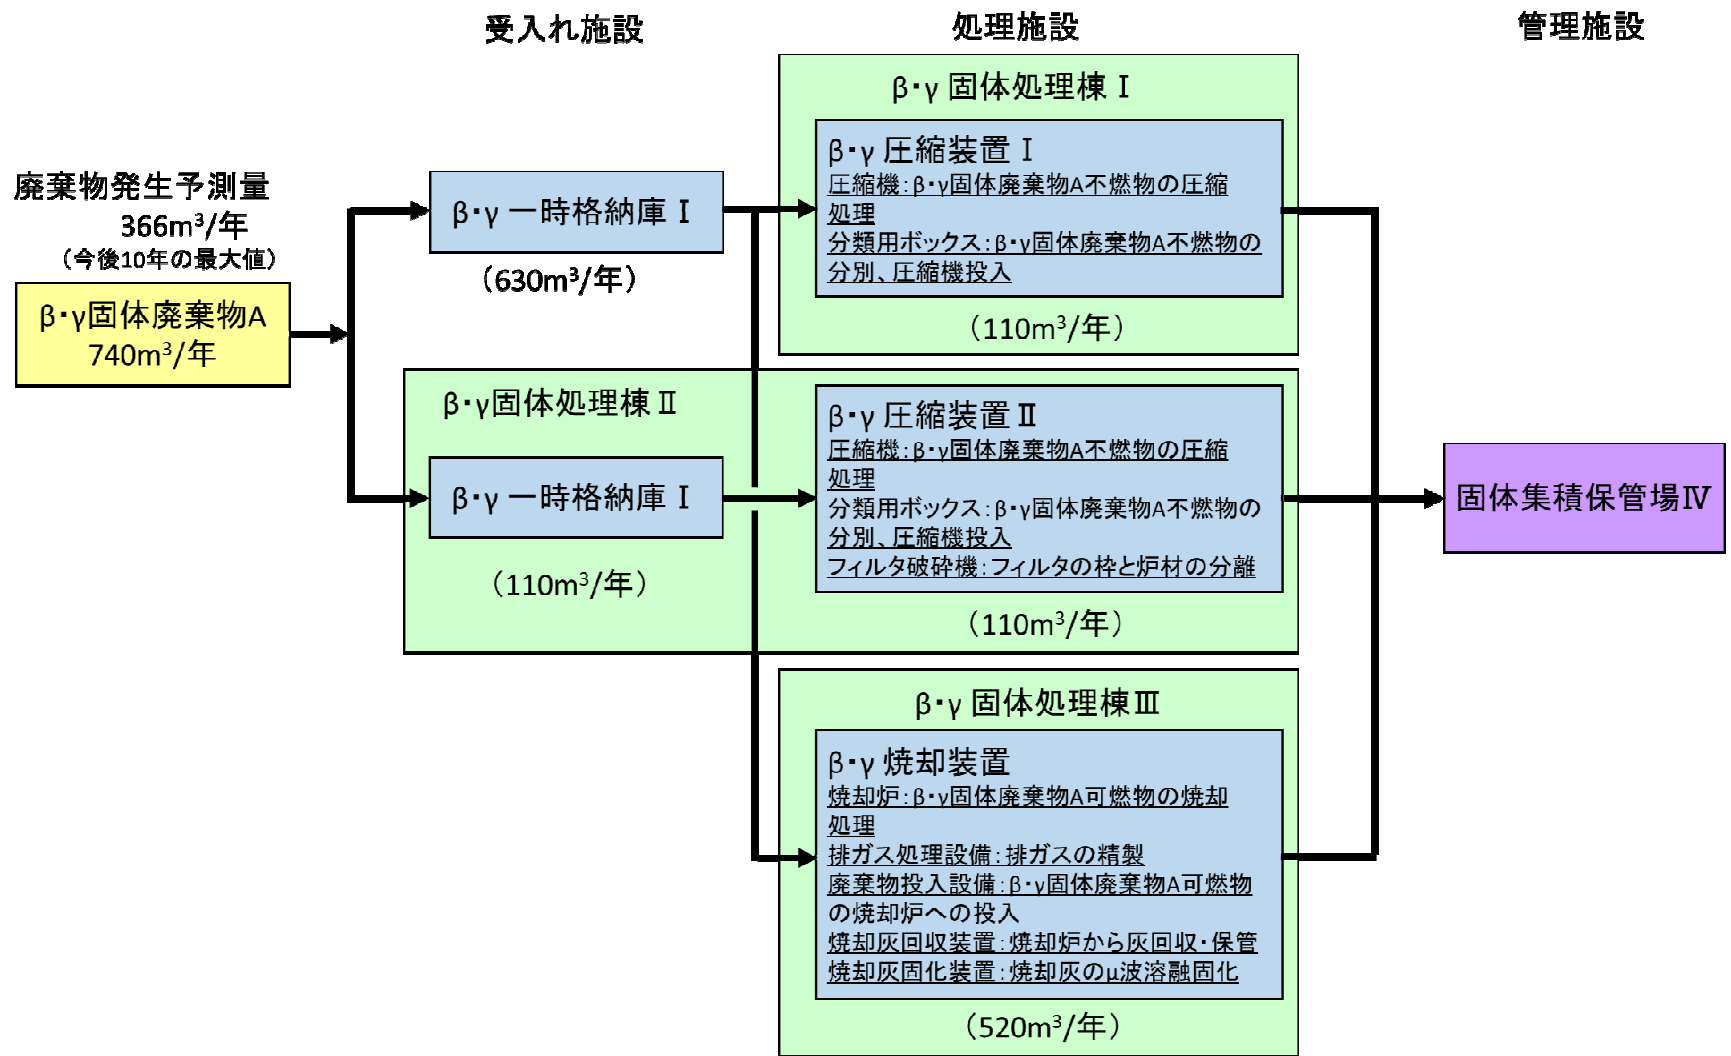 受入れ施設
処理施設
管理施設
廃棄物発生予測量
366m³/年
（今後10年の最大値）
β・γ固体廃棄物A
740m³/年
β・γ 一時格納庫Ⅰ
（630m³/年）
β・γ 固体処理棟Ⅰ
β・γ 圧縮装置Ⅰ
圧縮機：β・γ固体廃棄物A不燃物の圧縮
処理
分類用ボックス：β・γ固体廃棄物A不燃物の
分別、圧縮機投入
（110m³/年）
β・γ固体処理棟Ⅱ
β・γ 一時格納庫Ⅰ
（110m³/年）
β・γ 圧縮装置Ⅱ
圧縮機：β・γ固体廃棄物A不燃物の圧縮
処理
分類用ボックス：β・γ固体廃棄物A不燃物の
分別、圧縮機投入
フィルタ破砕機：フィルタの枠と炉材の分離
（110m³/年）
β・γ 固体処理棟Ⅲ
β・γ 焼却装置
焼却炉：β・γ固体廃棄物A可燃物の焼却
処理
排ガス処理設備：排ガスの精製
廃棄物投入設備：β・γ固体廃棄物A可燃物
の焼却炉への投入
焼却灰回収装置：焼却炉から灰回収・保管
焼却灰固化装置：焼却灰のμ波溶融固化
（520m³/年）
固体集積保管場Ⅳ